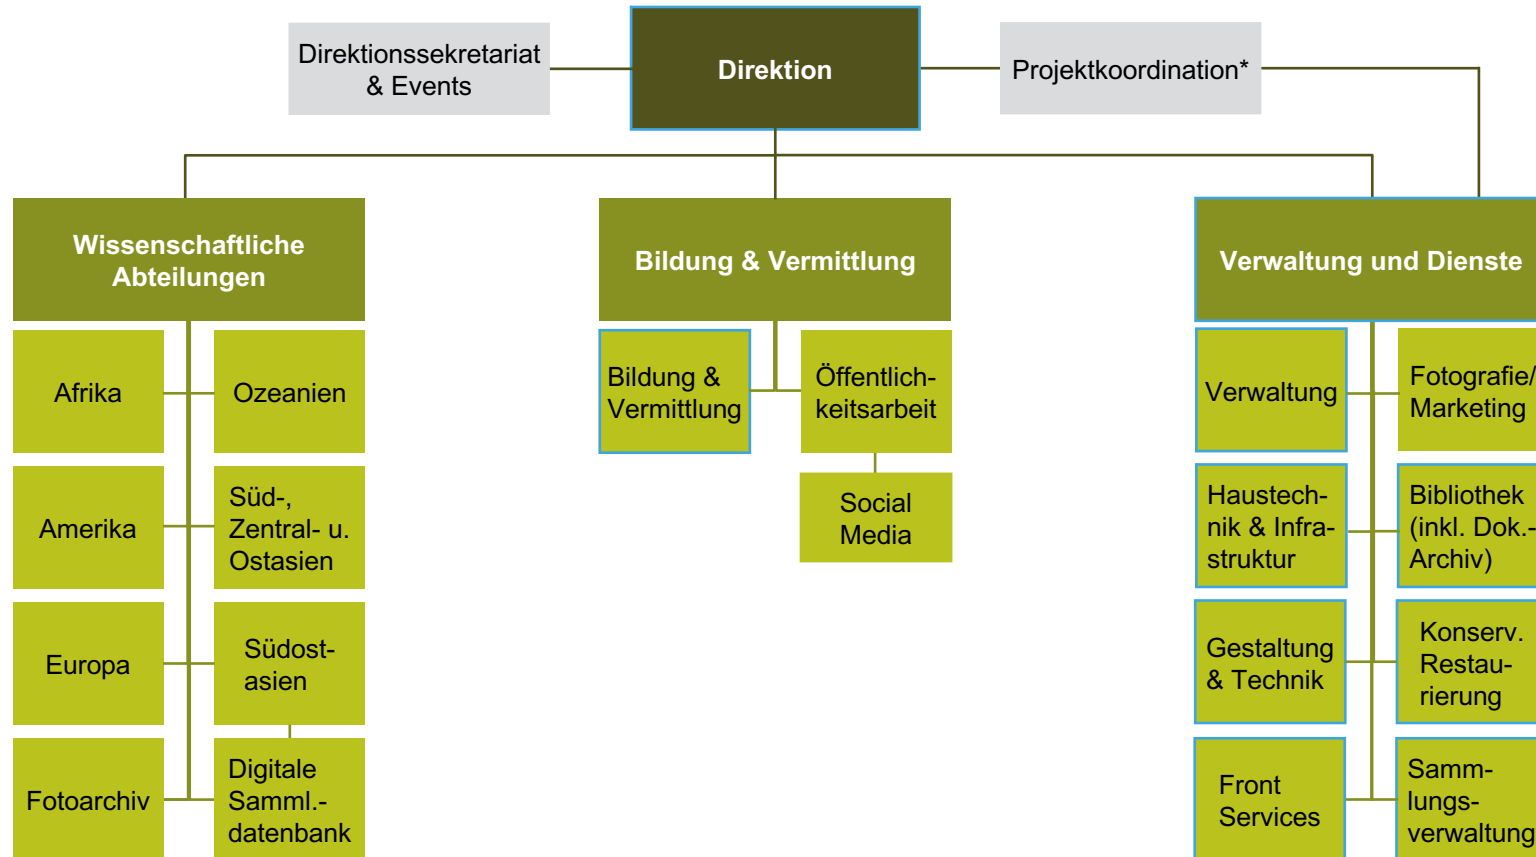 Direktionssekretariat
& Events
Direktion
Projektkoordination*
Wissenschaftliche
Abteilungen
Bildung & Vermittlung
Verwaltung und Dienste
Afrika
Ozeanien
Amerika
Süd-,
Zentral- u.
Ostasien
Europa
Südost-
asien
Fotoarchiv
Digitale
Samml.-
datenbank
Bildung &
Vermittlung
Öffentlich-
keitsarbeit
Social
Media
Verwaltung
Fotografie/
Marketing
Haustech-
nik & Infra-
struktur
Bibliothek
(inkl. Dok.-
Archiv)
Gestaltung
& Technik
Konserv.
Restau-
rierung
Front
Services
Samm-
lungs-
verwaltung